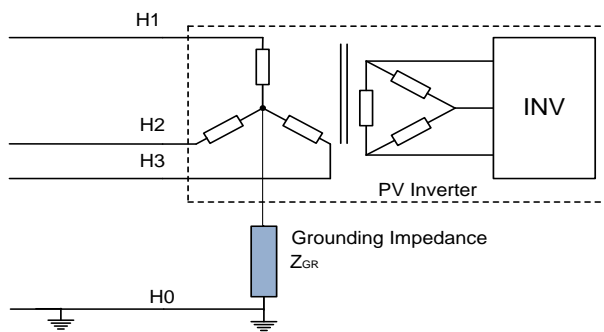 H1
H2
H3
INV
PV Inverter
Grounding Impedance
ZGR
H0